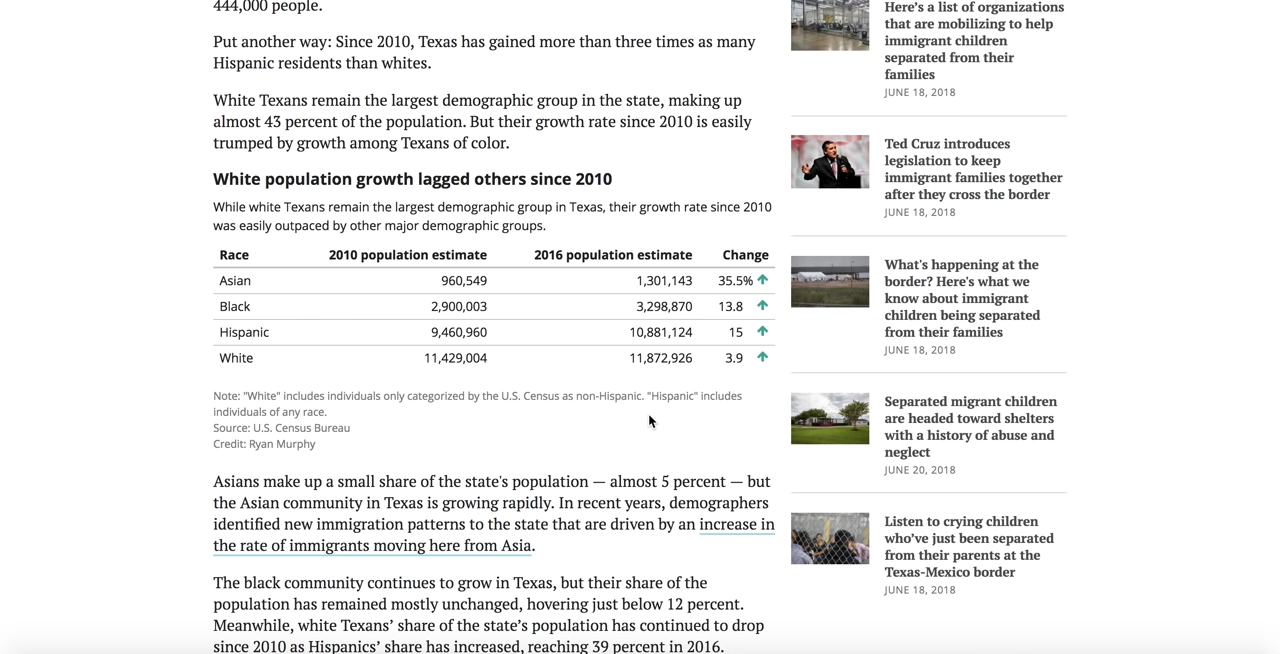 444,000 people.
Put another way: Since 2010, Texas has gained more than three times as many
Hispanic residents than whites.
White Texans remain the largest demographic group in the state, making up
almost 43 percent of the population. But their growth rate since 2010 is easily
trumped by growth among Texans of color.
White population growth lagged others since 2010
While white Texans remain the largest demographic group in Texas, their growth rate since 2010
was easily outpaced by other major demographic groups.
Race 2010 population estimate 2016 population estimate Change
Asian 960,549 1,301,143 35.5%
Black 2,900,003 3,298,870 13.8
Hispanic 9,460,960 10,881,124 15
White 11,429,004 11,872,926 3.9
Note: "White" includes individuals only categorized by the U.S. Census as non-Hispanic. "Hispanic" includes
individuals of any race.
Source: U.S. Census Bureau
Credit: Ryan Murphy
Asians make up a small share of the state's population — almost 5 percent — but
the Asian community in Texas is growing rapidly. In recent years, demographers
identified new immigration patterns to the state that are driven by an increase in
the rate of immigrants moving here from Asia.
The black community continues to grow in Texas, but their share of the
population has remained mostly unchanged, hovering just below 12 percent.
Meanwhile, white Texans’ share of the state’s population has continued to drop
since 2010 as Hispanics’ share has increased, reaching 39 percent in 2016.
Here’s a list of organizations
that are mobilizing to help
immigrant children
separated from their
families
JUNE 18, 2018
Ted Cruz introduces
legislation to keep
immigrant families together
after they cross the border
JUNE 18, 2018
What's happening at the
border? Here's what we
know about immigrant
children being separated
from their families
JUNE 18, 2018
Separated migrant children
are headed toward shelters
with a history of abuse and
neglect
JUNE 20, 2018
Listen to crying children
who’ve just been separated
from their parents at the
Texas-Mexico border
JUNE 18, 2018